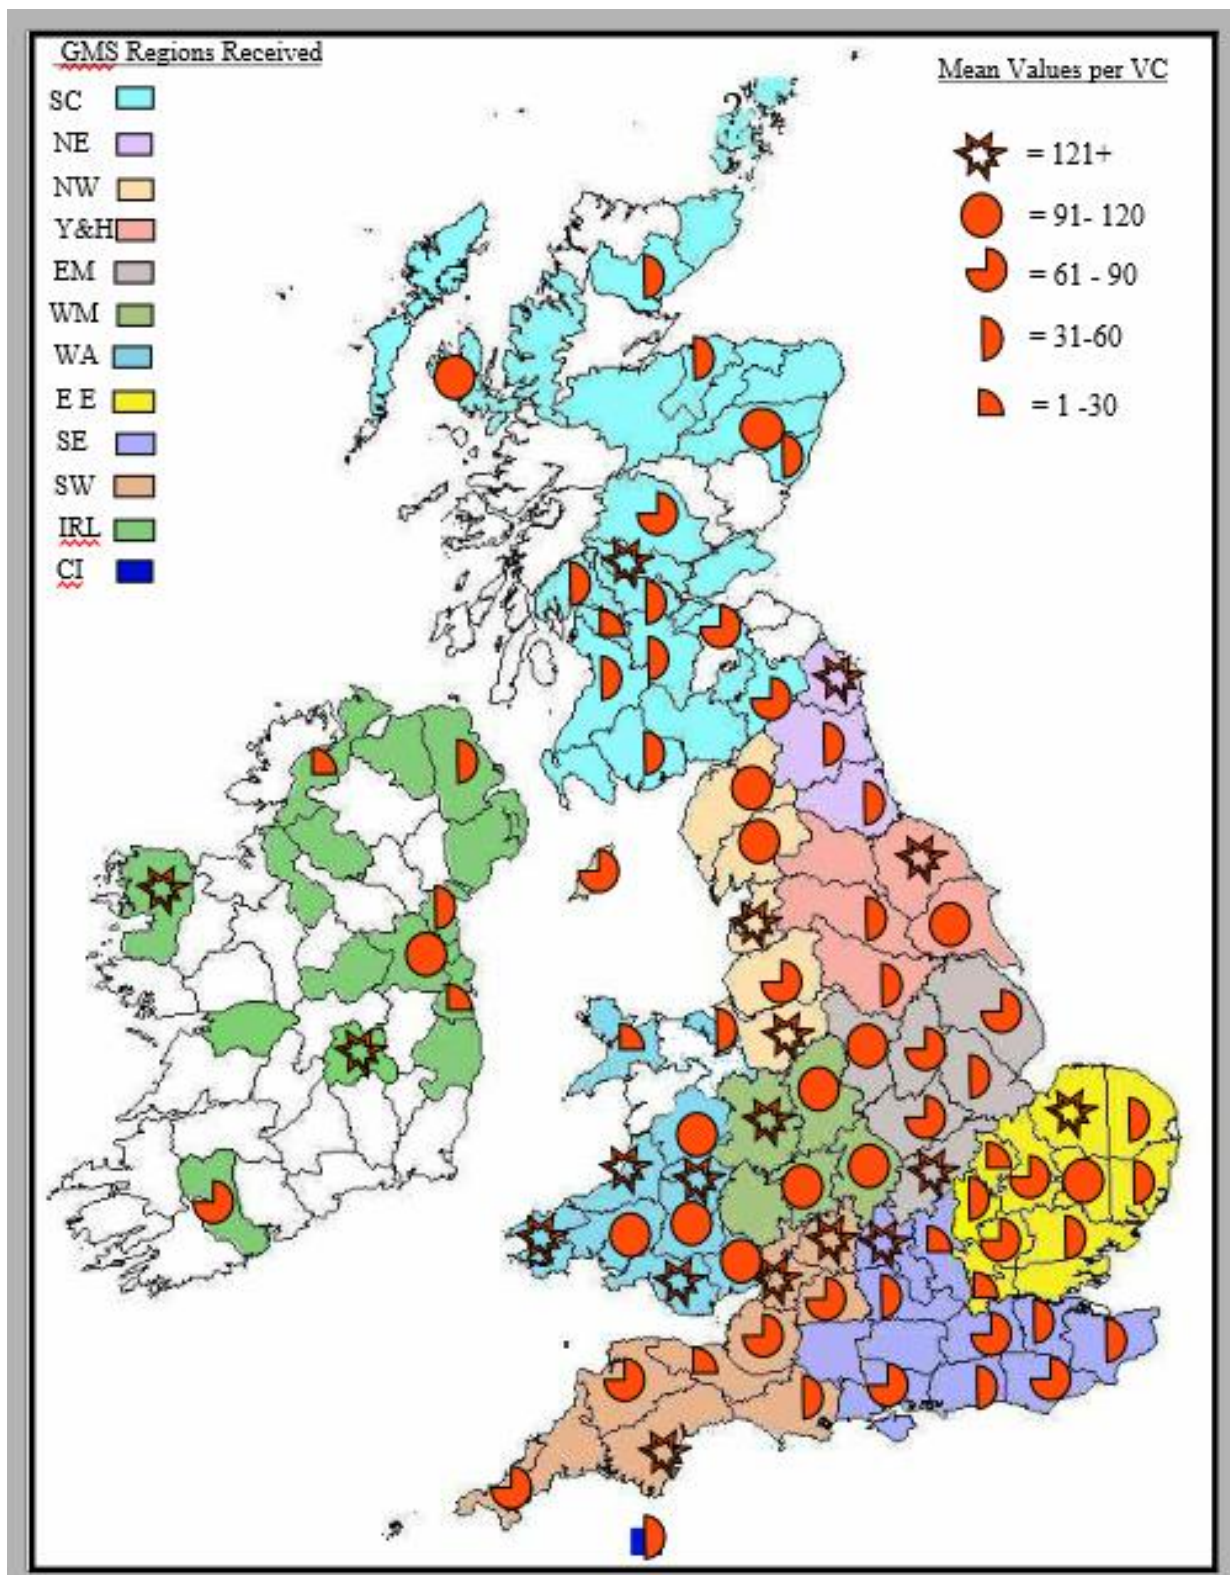 GMS Regions Received
SC
NE
NW
Y&H
EM
WM
WA
E E
SE
SW
IRL
CI
?
Mean Values per VC
= 121+
= 91- 120
= 61 - 90
= 31-60
= 1 -30